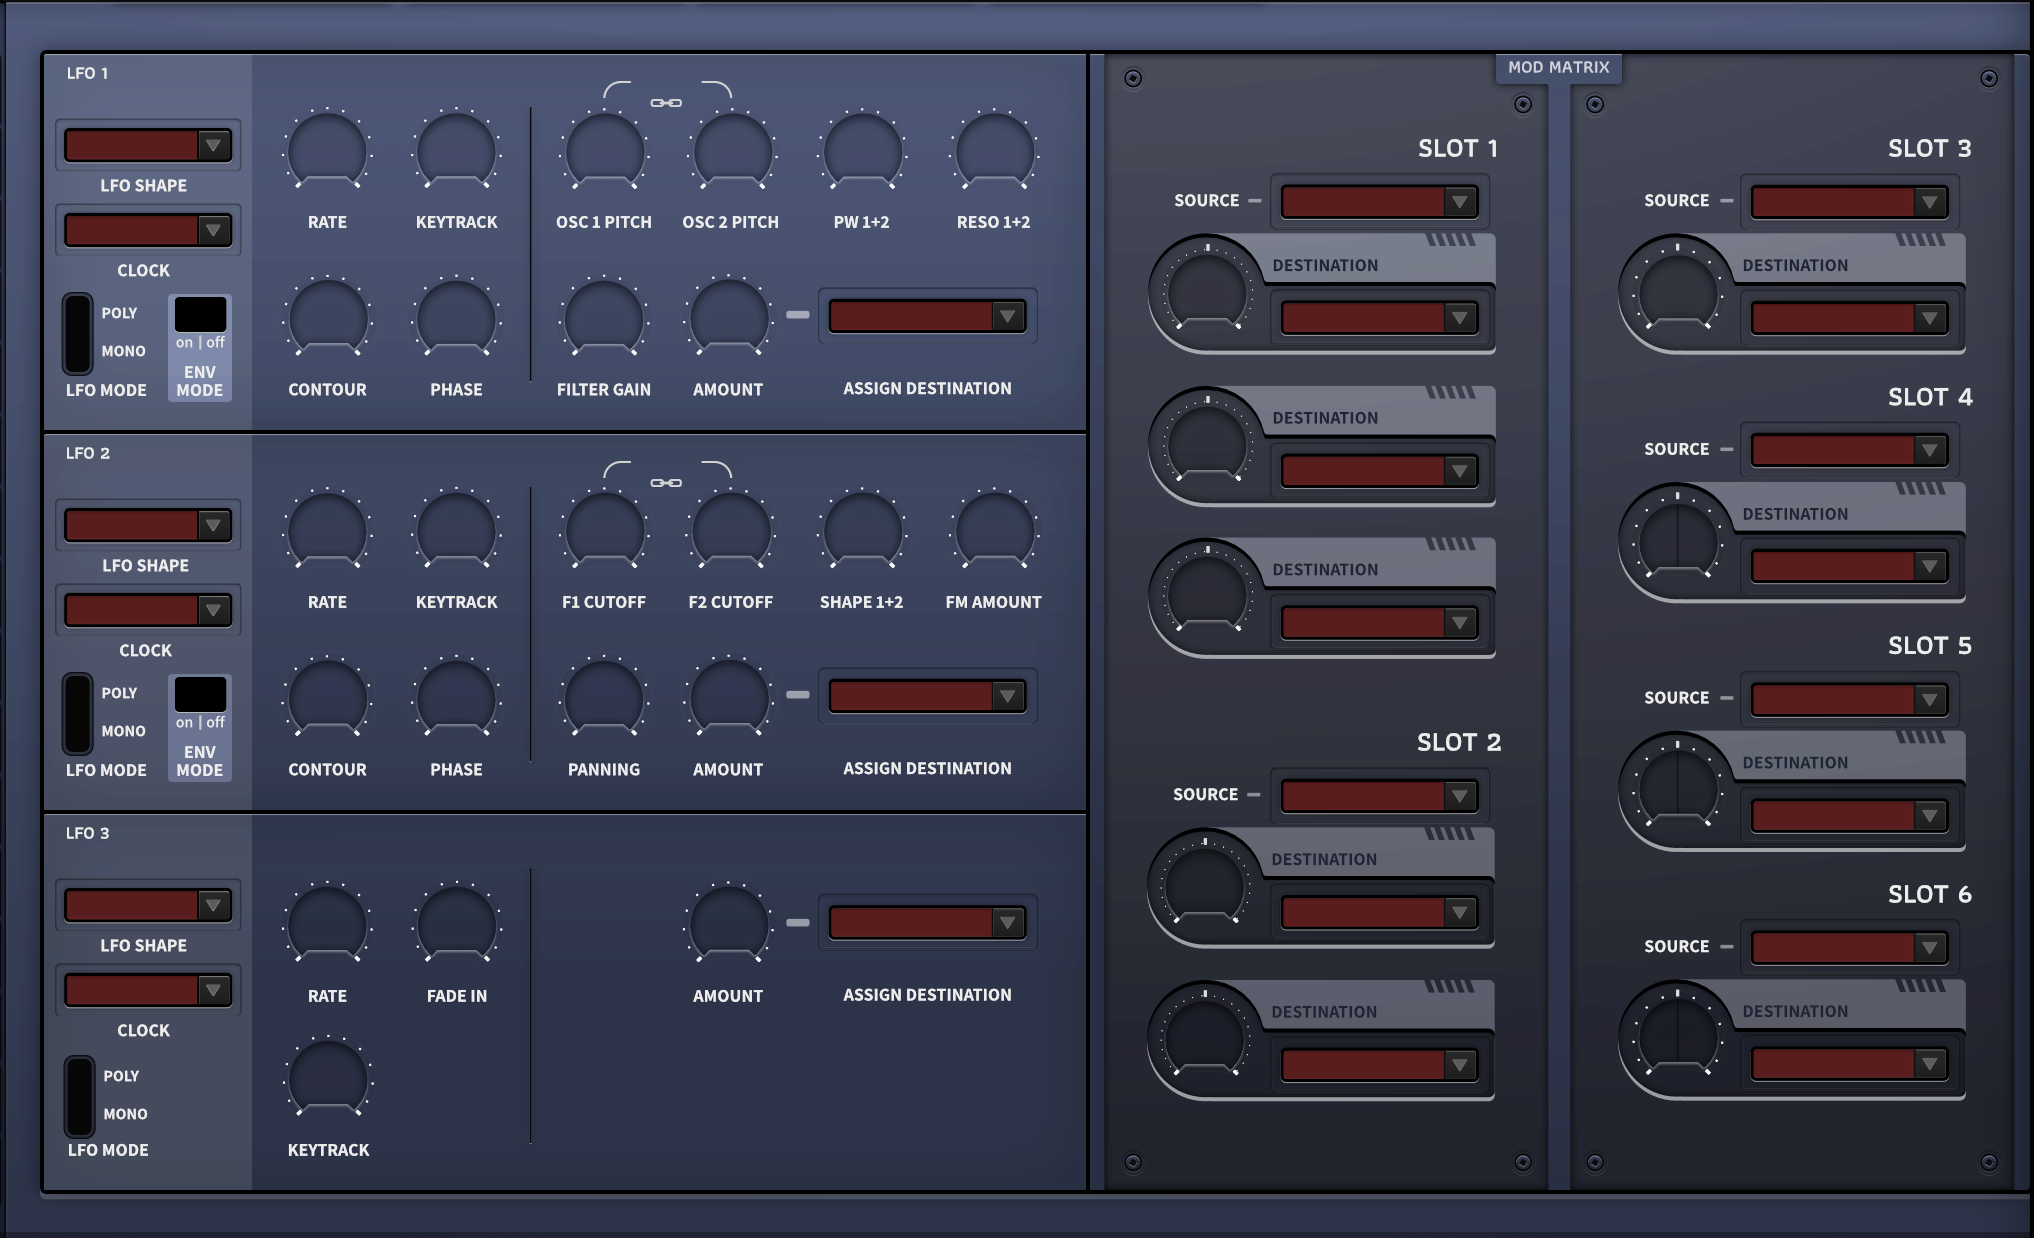 LFO 1
LFO SHAPE
CLOCK
POLY
MONO
LFO MODE
on | off
ENV
MODE
RATE
KEYTRACK
OSC 1 PITCH
OSC 2 PITCH
PW 1+2
RESO 1+2
CONTOUR
PHASE
FILTER GAIN
AMOUNT
ASSIGN DESTINATION
LFO 2
LFO SHAPE
CLOCK
POLY
MONO
LFO MODE
on | off
ENV
MODE
RATE
KEYTRACK
F1 CUTOFF
F2 CUTOFF
SHAPE 1+2
FM AMOUNT
CONTOUR
PHASE
PANNING
AMOUNT
ASSIGN DESTINATION
LFO 3
LFO SHAPE
CLOCK
POLY
MONO
LFO MODE
RATE
FADE IN
AMOUNT
ASSIGN DESTINATION
KEYTRACK
MOD MATRIX
SLOT 1
SOURCE
DESTINATION
DESTINATION
DESTINATION
SLOT 2
SOURCE
DESTINATION
DESTINATION
SLOT 3
SOURCE
DESTINATION
SLOT 4
SOURCE
DESTINATION
SLOT 5
SOURCE
DESTINATION
SLOT 6
SOURCE
DESTINATION